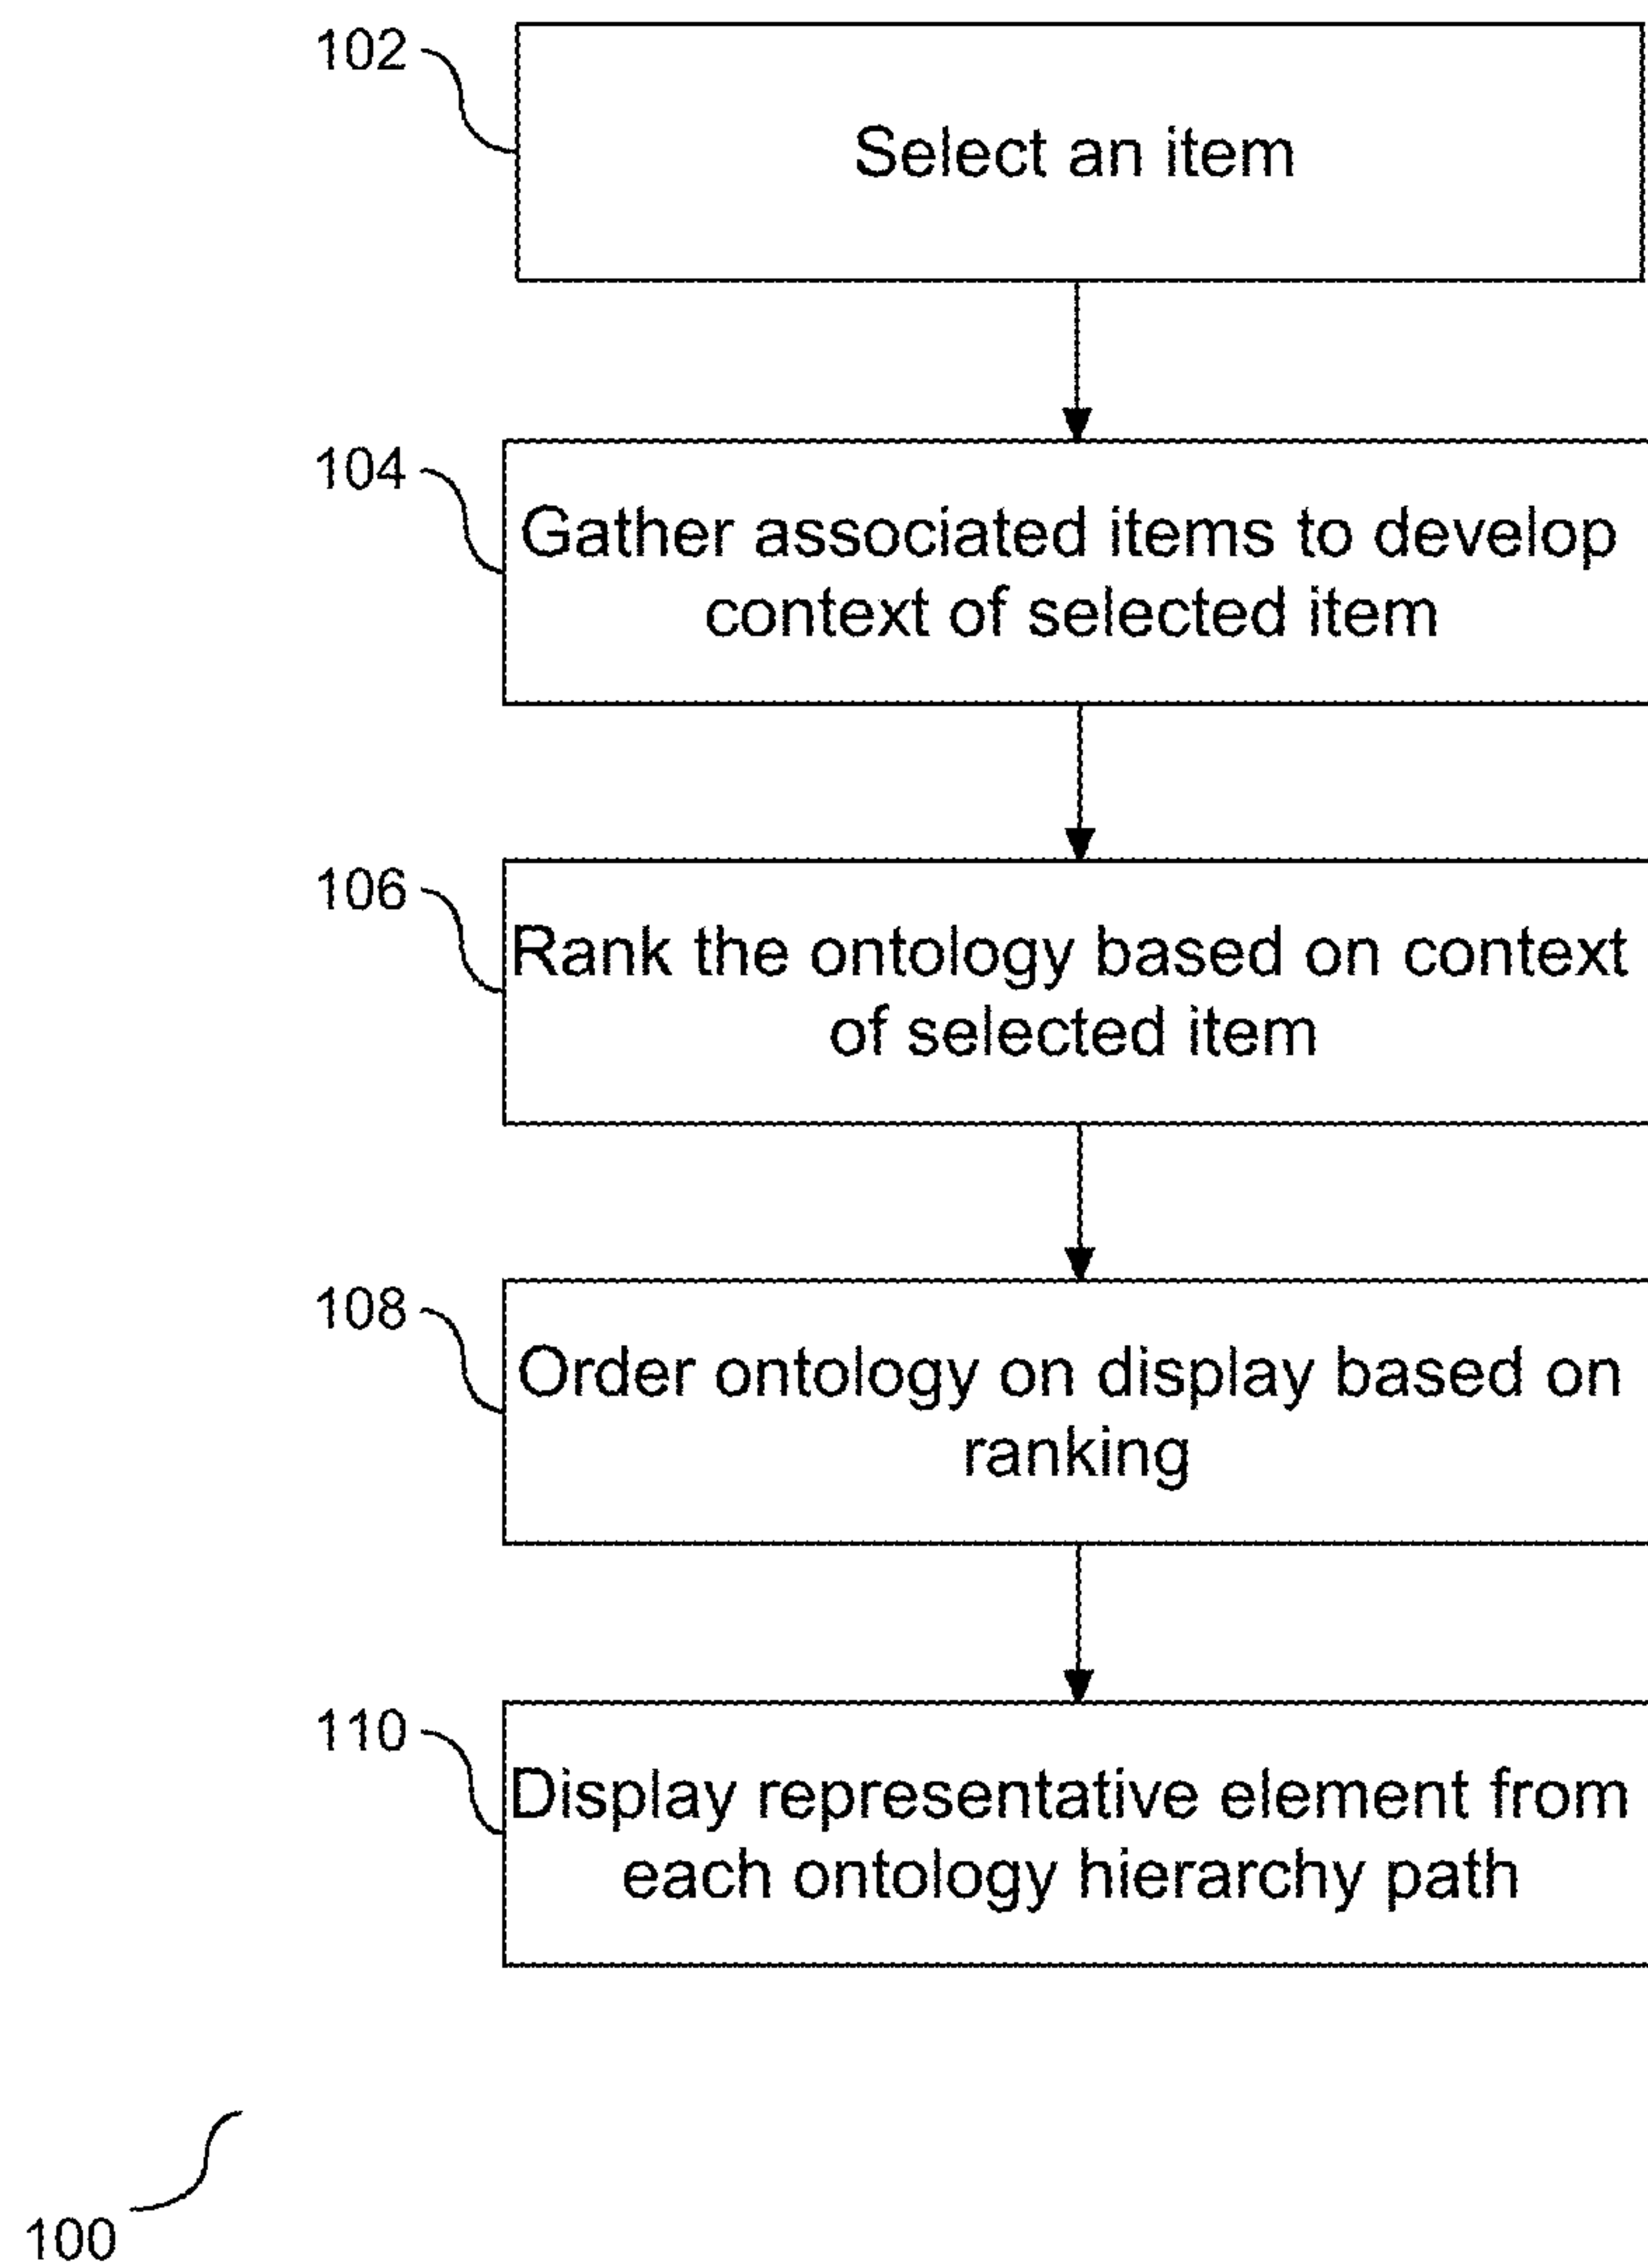 102
Select an item
104
Gather associated items to develop
context of selected item
106
Rank the ontology based on context
of selected item
108
Order ontology on display based on
ranking
110
Display representative element from
each ontology hierarchy path
100